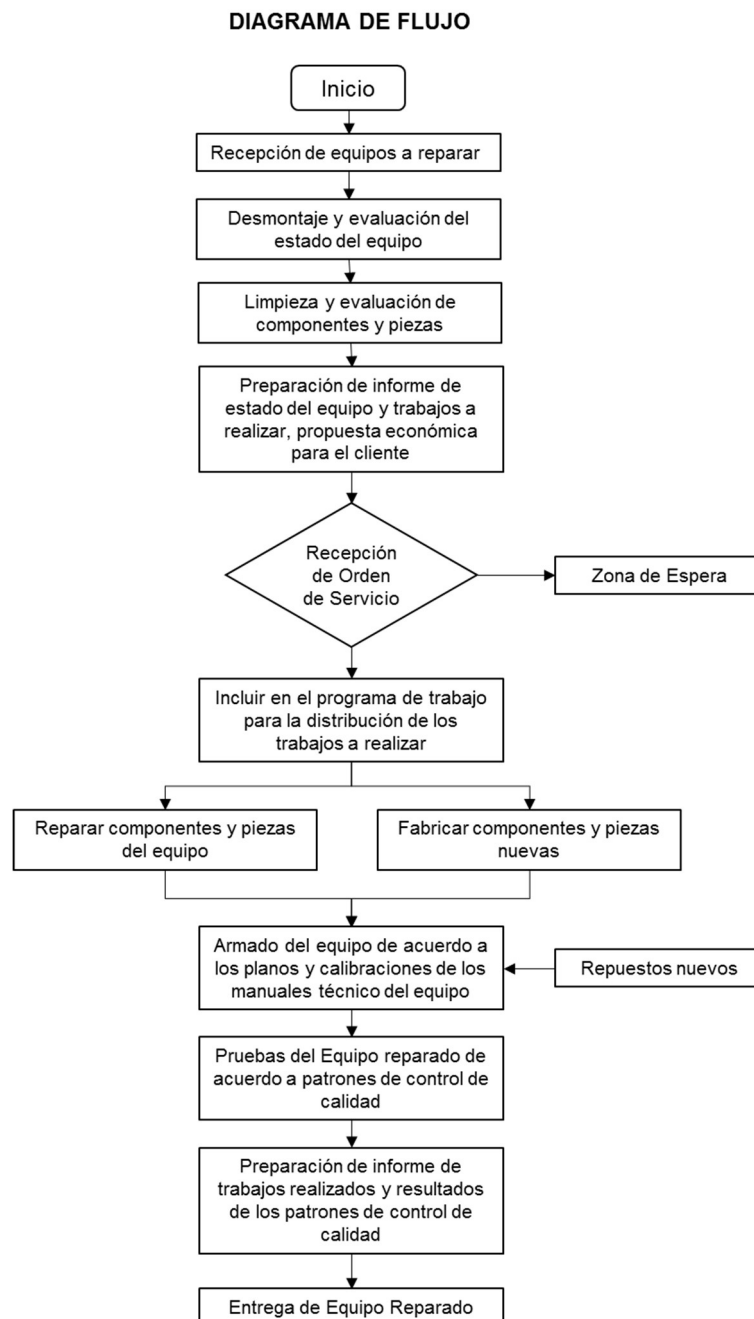 DIAGRAMA DE FLUJO
Inicio
Recepción de equipos a reparar
Desmontaje y evaluación del
estado del equipo
Limpieza y evaluación de
componentes y piezas
Preparación de informe de
estado del equipo y trabajos a
realizar, propuesta económica
para el cliente
Recepción
de Orden
de Servicio
Zona de Espera
Incluir en el programa de trabajo
para la distribución de los
trabajos a realizar
Reparar componentes y piezas
del equipo
Fabricar componentes y piezas
nuevas
Armado del equipo de acuerdo a
los planos y calibraciones de los
manuales técnico del equipo
Repuestos nuevos
Pruebas del Equipo reparado de
acuerdo a patrones de control de
calidad
Preparación de informe de
trabajos realizados y resultados
de los patrones de control de
calidad
Entrega de Equipo Reparado